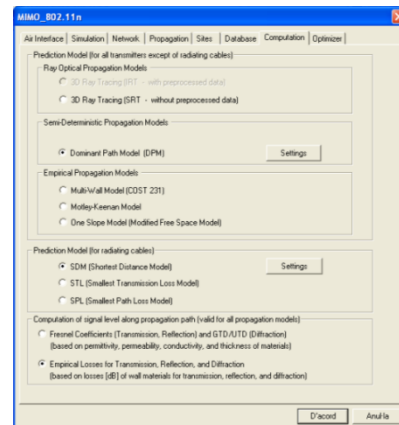 MIMO_802.11n
Air Interface | Simulation | Network | Propagation | Sites | Database | Computation | Optimizer
Prediction Model (for all transmitters except of radiating cables)
Ray Optical Propagation Models
3D Ray Tracing (IRT - with preprocessed data)
3D Ray Tracing (SRT - without preprocessed data)
Semi-Deterministic Propagation Models
Dominant Path Model (DPM)
Settings
Empirical Propagation Models
Multi-Wall Model (COST 231)
Motley-Keenan Model
One Slope Model (Modified Free Space Model)
Prediction Model (for radiating cables)
SDM (Shortest Distance Model)
Settings
STL (Smallest Transmission Loss Model)
SPL (Smallest Path Loss Model)
Computation of signal level along propagation path (valid for all propagation models)
Fresnel Coefficients (Transmission, Reflection) and GTD/UTD (Diffraction)
(based on permittivity, permeability, conductivity, and thickness of materials)
Empirical Losses for Transmission, Reflection, and Diffraction
(based on losses [dB] of wall materials for transmission, reflection, and diffraction)
D'acord
Anul·la